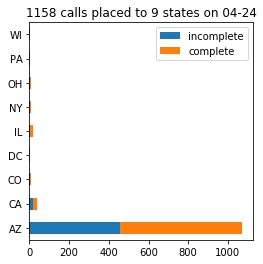 1158 calls placed to 9 states on 04-24
incomplete
complete
WI
PA
OH
NY
IL
DC
CO
CA
AZ
0 200 400 600 800 1000